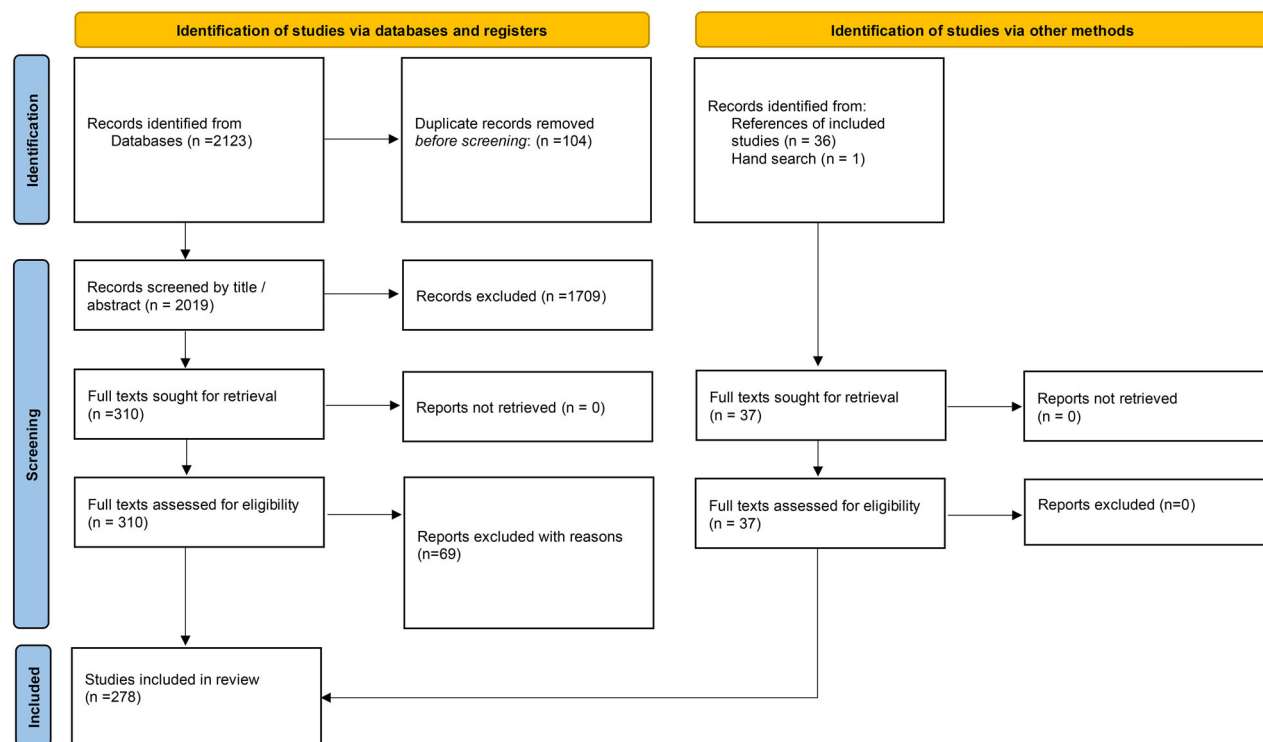 Identification of studies via databases and registers
Identification of studies via other methods
Identification
Records identified from
Databases (n =2123)
Duplicate records removed
before screening: (n =104)
Records identified from:
References of included
studies (n = 36)
Hand search (n = 1)
Screening
Records screened by title /
abstract (n = 2019)
Records excluded (n =1709)
Full texts sought for retrieval
(n =310)
Reports not retrieved (n = 0)
Full texts sought for retrieval
(n = 37)
Reports not retrieved
(n = 0)
Full texts assessed for eligibility
(n = 310)
Reports excluded with reasons
(n=69)
Full texts assessed for eligibility
(n = 37)
Reports excluded (n=0)
Included
Studies included in review
(n =278)